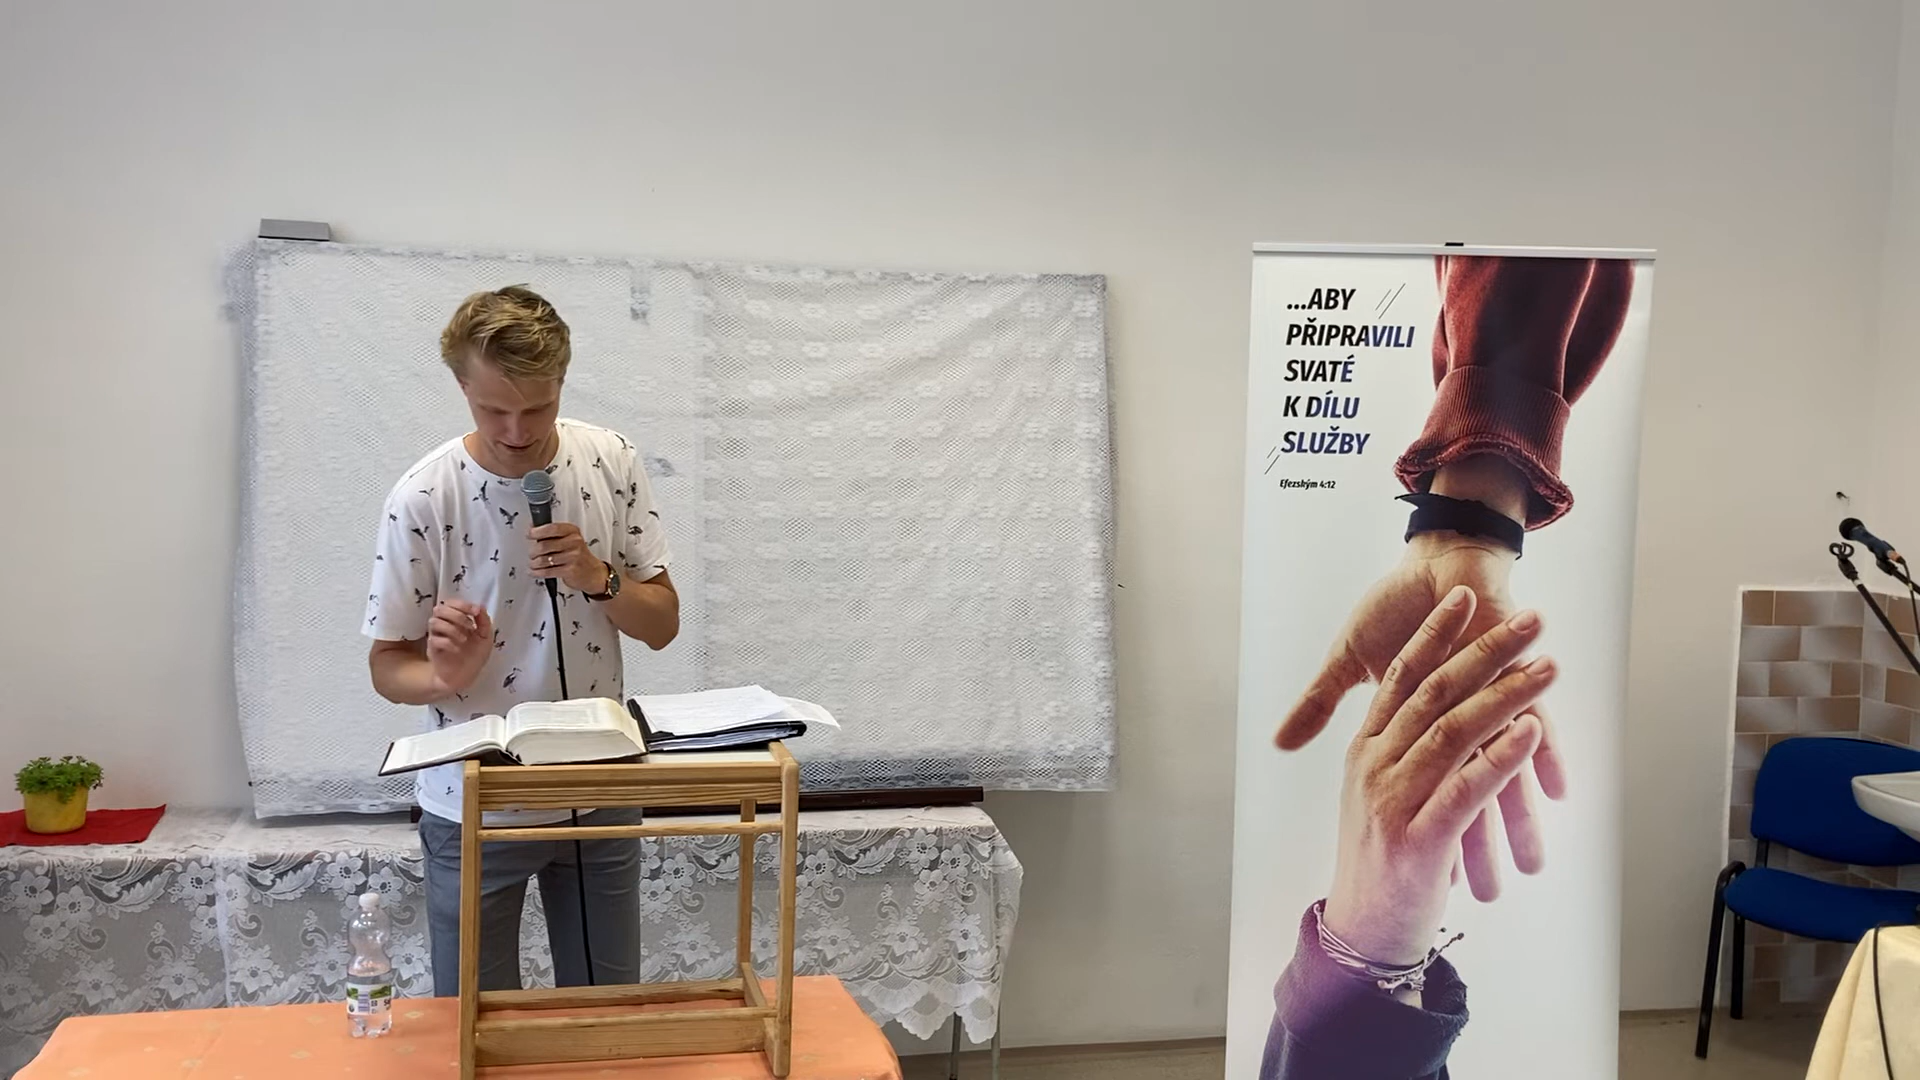 ...ABY
PŘIPRAVILI
SVATÉ
K DÍLU
SLUŽBY
Efezským 4:12